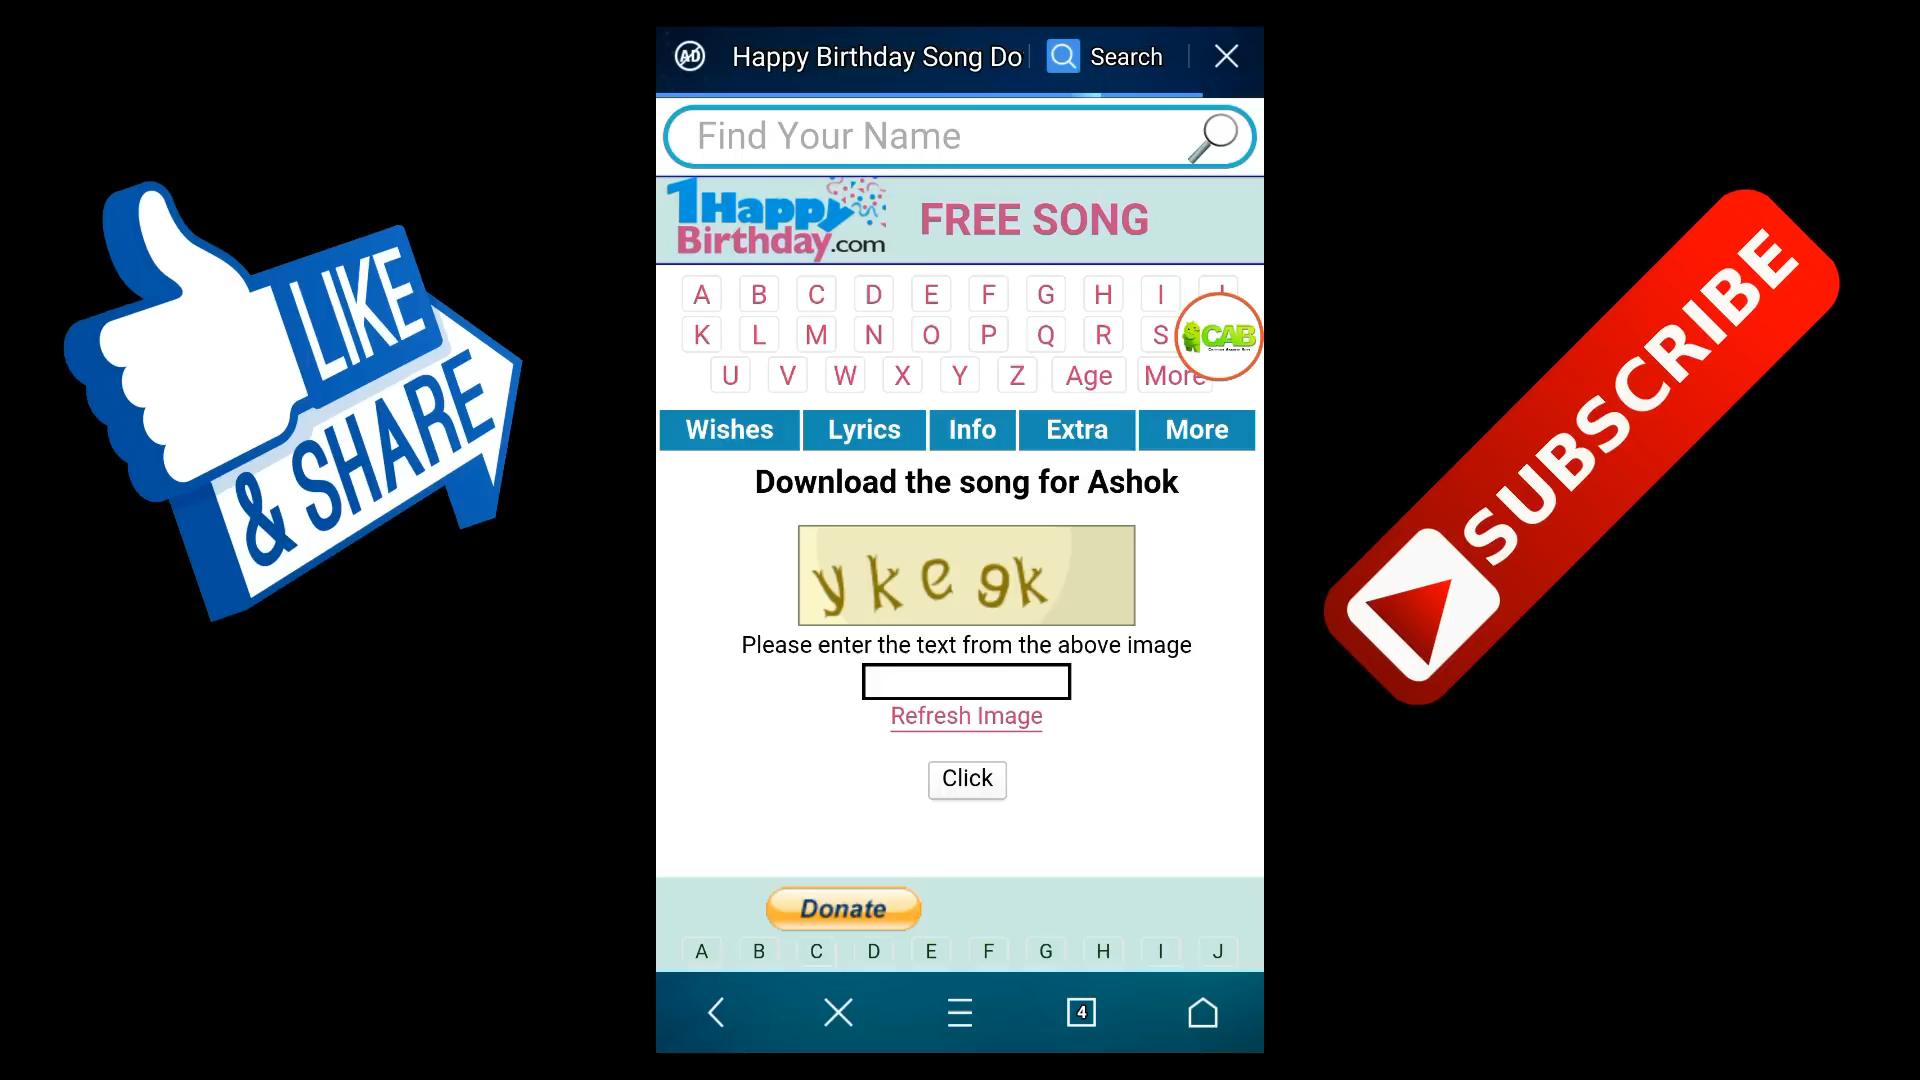 Happy Birthday Song Do
Search
Find Your Name
1Happy
Birthday.com
FREE SONG
A B C D E F G H I J
K L M N O P Q R S
CAB
U V W X Y Z Age More
Wishes Lyrics Info Extra More
Download the song for Ashok
y k e 9k
Please enter the text from the above image
Refresh Image
Click
Donate
A B C D E F G H I J
4
LIKE
& SHARE
SUBSCRIBE